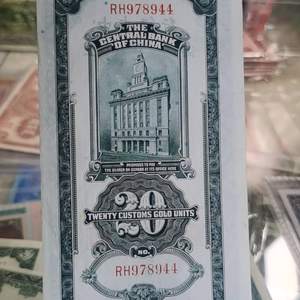 RH978944
THE
CENTRAL BANK
OF CHINA
PROMISES TO PAY
THE BEARER ON DEMAND AT ITS OFFICE HERE
20
TWENTY CUSTOMS GOLD UNITS
NO.
RH978944